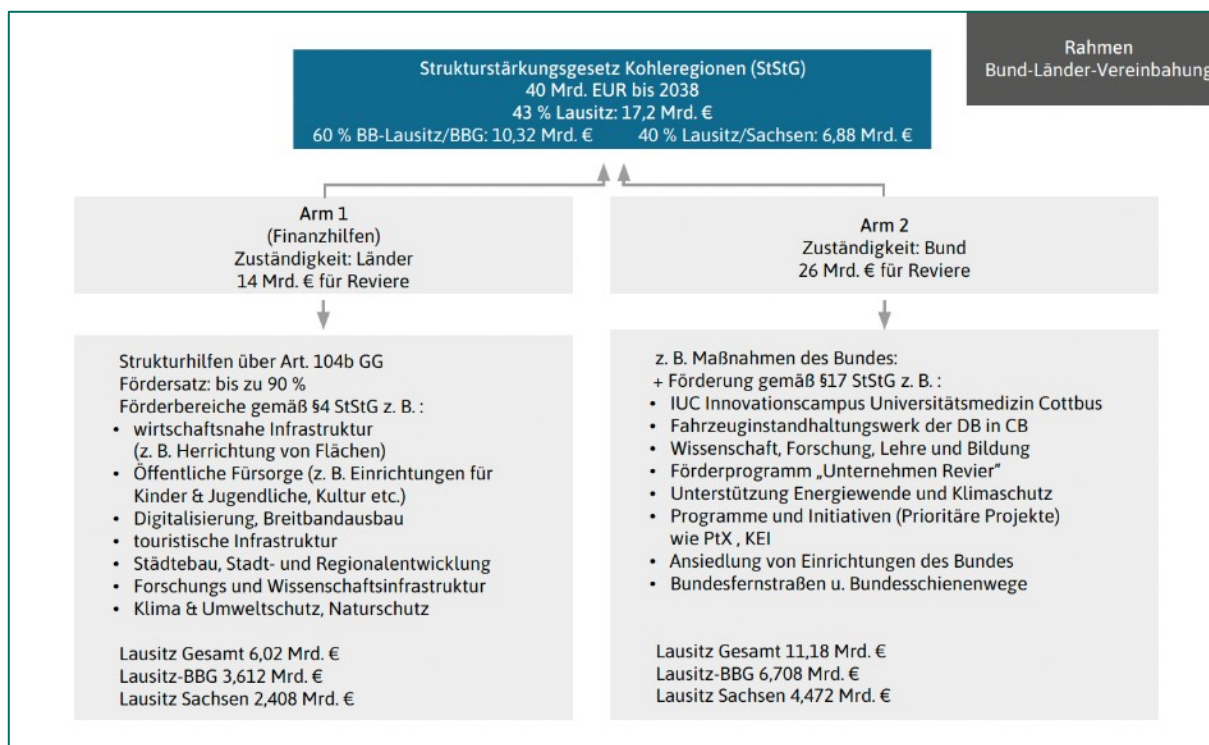 Rahmen
Bund-Länder-Vereinbahung
Strukturstärkungsgesetz Kohleregionen (StStG)
40 Mrd. EUR bis 2038
43 % Lausitz: 17,2 Mrd. €
60 % BB-Lausitz/BBG: 10,32 Mrd. € 40 % Lausitz/Sachsen: 6,88 Mrd. €
Arm 1
(Finanzhilfen)
Zuständigkeit: Länder
14 Mrd. € für Reviere
Arm 2
Zuständigkeit: Bund
26 Mrd. € für Reviere
Strukturhilfen über Art. 104b GG
Fördersatz: bis zu 90 %
Förderbereiche gemäß §4 StStG z. B. :
• wirtschaftsnahe Infrastruktur
(z. B. Herrichtung von Flächen)
• Öffentliche Fürsorge (z. B. Einrichtungen für
Kinder & Jugendliche, Kultur etc.)
• Digitalisierung, Breitbandausbau
• touristische Infrastruktur
• Städtebau, Stadt- und Regionalentwicklung
• Forschungs und Wissenschaftsinfrastruktur
• Klima & Umweltschutz, Naturschutz
Lausitz Gesamt 6,02 Mrd. €
Lausitz-BBG 3,612 Mrd. €
Lausitz Sachsen 2,408 Mrd. €
z. B. Maßnahmen des Bundes:
+ Förderung gemäß §17 StStG z. B. :
• IUC Innovationscampus Universitätsmedizin Cottbus
• Fahrzeuginstandhaltungswerk der DB in CB
• Wissenschaft, Forschung, Lehre und Bildung
• Förderprogramm „Unternehmen Revier“
• Unterstützung Energiewende und Klimaschutz
• Programme und Initiativen (Prioritäre Projekte)
wie PtX , KEI
• Ansiedlung von Einrichtungen des Bundes
• Bundesfernstraßen u. Bundesschienenwege
Lausitz Gesamt 11,18 Mrd. €
Lausitz-BBG 6,708 Mrd. €
Lausitz Sachsen 4,472 Mrd. €